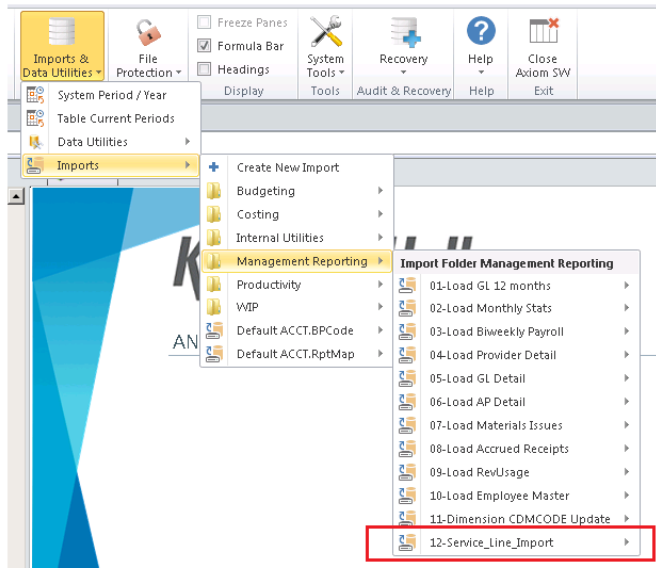 Imports &
Data Utilities
File
Protection
Freeze Panes
Formula Bar
Headings
Display
System
Tools
Tools
Recovery
Audit & Recovery
Help
Help
Close
Axiom SW
Exit
System Period / Year
Table Current Periods
Data Utilities
Imports
Create New Import
Budgeting
Costing
Internal Utilities
Management Reporting
Productivity
WIP
Default ACCT.BPCode
Default ACCT.RptMap
Import Folder Management Reporting
01-Load GL 12 months
02-Load Monthly Stats
03-Load Biweekly Payroll
04-Load Provider Detail
05-Load GL Detail
06-Load AP Detail
07-Load Materials Issues
08-Load Accrued Receipts
09-Load RevUsage
10-Load Employee Master
11-Dimension CDMCODE Update
12-Service_Line_Import
AN